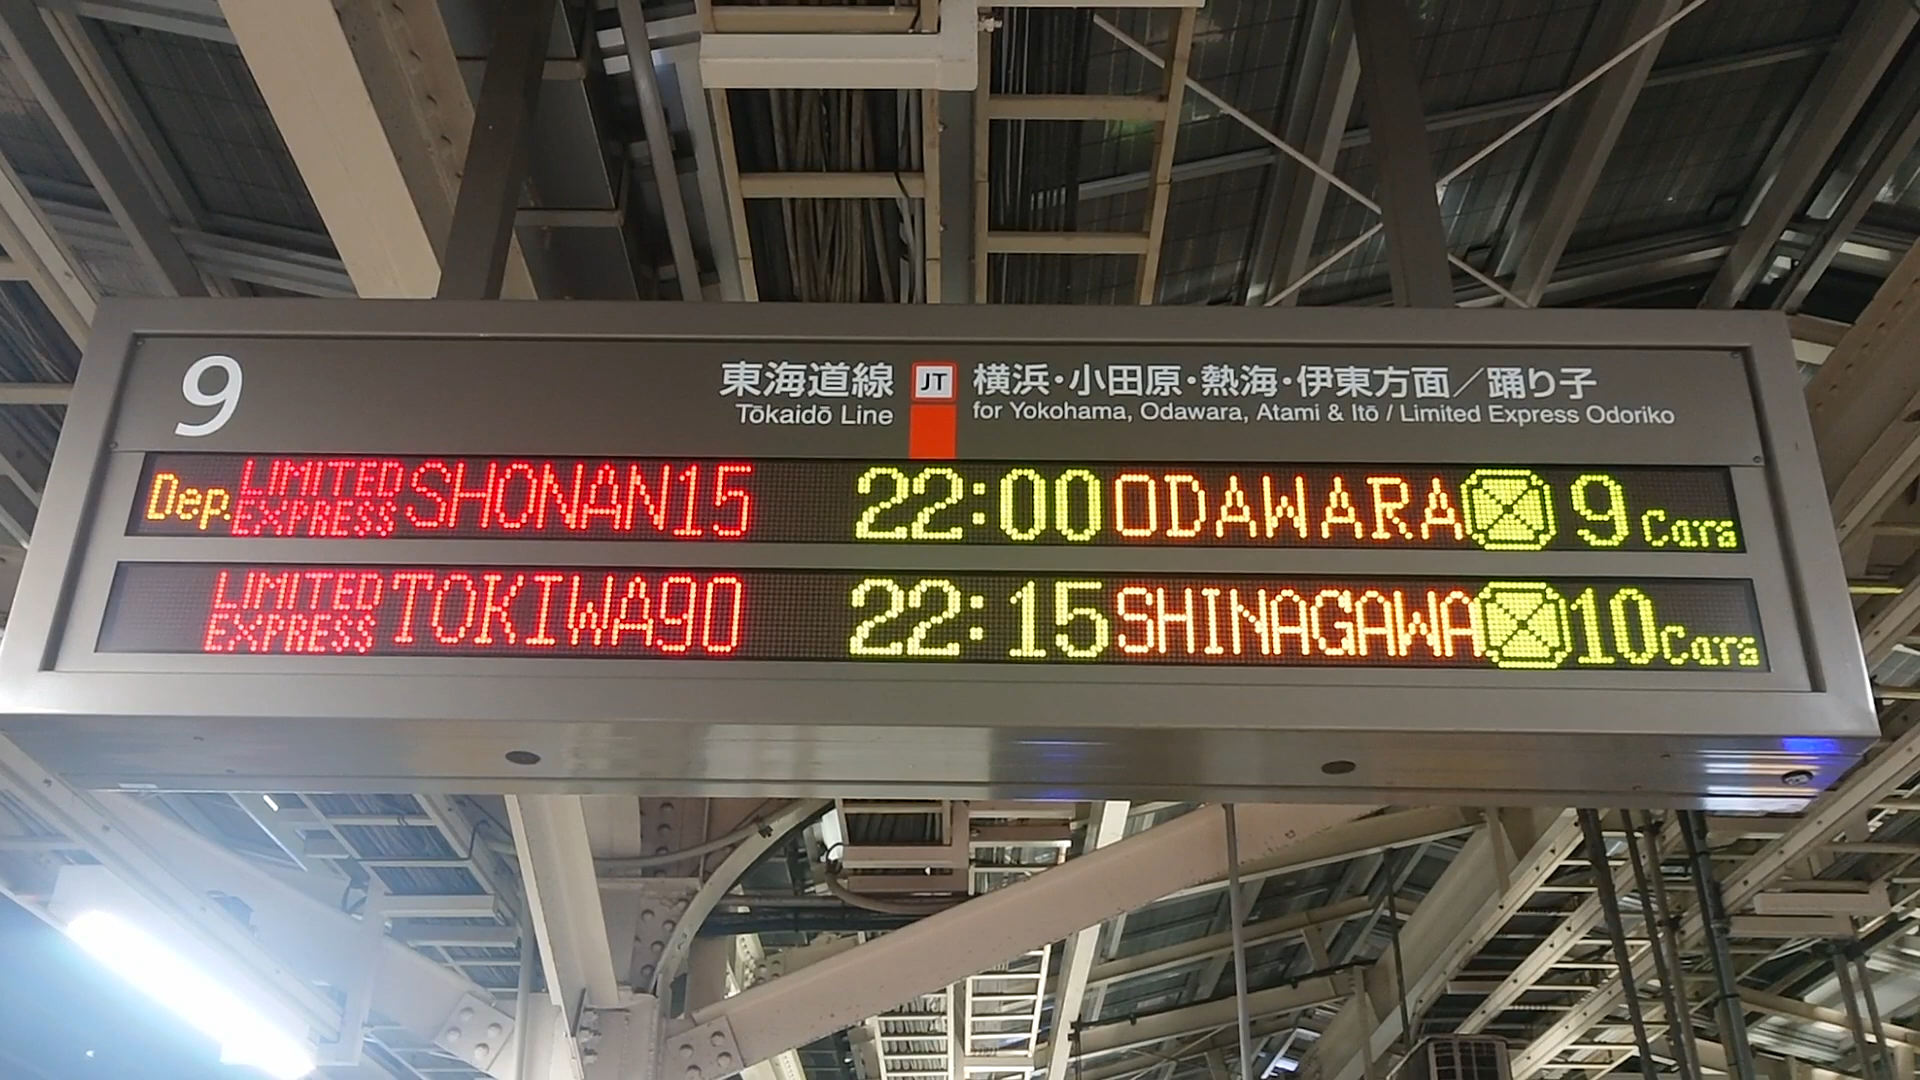 9 東海道線 JT 横浜・小田原・熱海・伊東方面／踊り子
Tōkaidō Line for Yokohama, Odawara, Atami & Itō / Limited Express Odoriko
Dep. LIMITED EXPRESS SHONAN15 22:00 ODAWARA 9 Cars
LIMITED EXPRESS TOKIWA90 22:15 SHINAGAWA 10 Cars